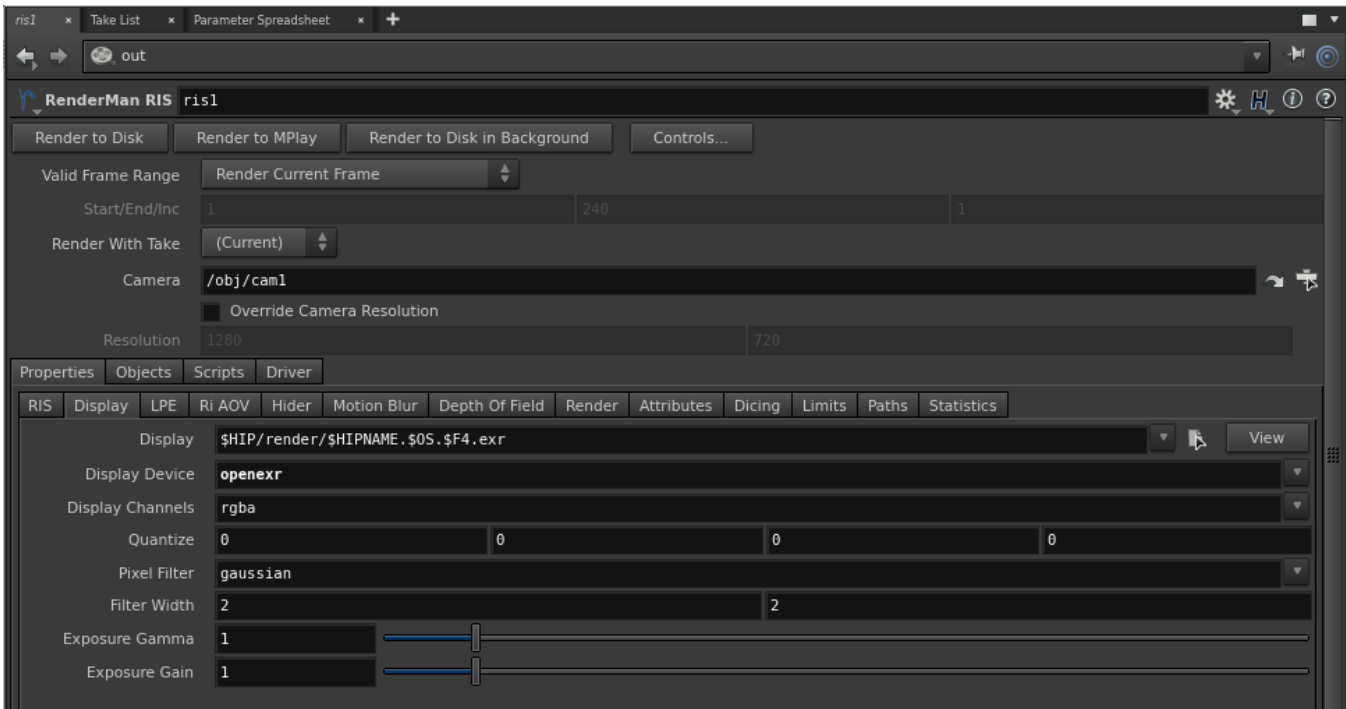 ris1 × Take List × Parameter Spreadsheet × +
out
RenderMan RIS ris1
Render to Disk Render to MPlay Render to Disk in Background Controls...
Valid Frame Range Render Current Frame
Start/End/Inc 1 240 1
Render With Take (Current)
Camera /obj/cam1
Override Camera Resolution
Resolution 1280 720
Properties Objects Scripts Driver
RIS Display LPE Ri AOV Hider Motion Blur Depth Of Field Render Attributes Dicing Limits Paths Statistics
Display $HIP/render/$HIPNAME.$OS.$F4.exr View
Display Device openexr
Display Channels rgba
Quantize 0 0 0 0
Pixel Filter gaussian
Filter Width 2 2
Exposure Gamma 1
Exposure Gain 1